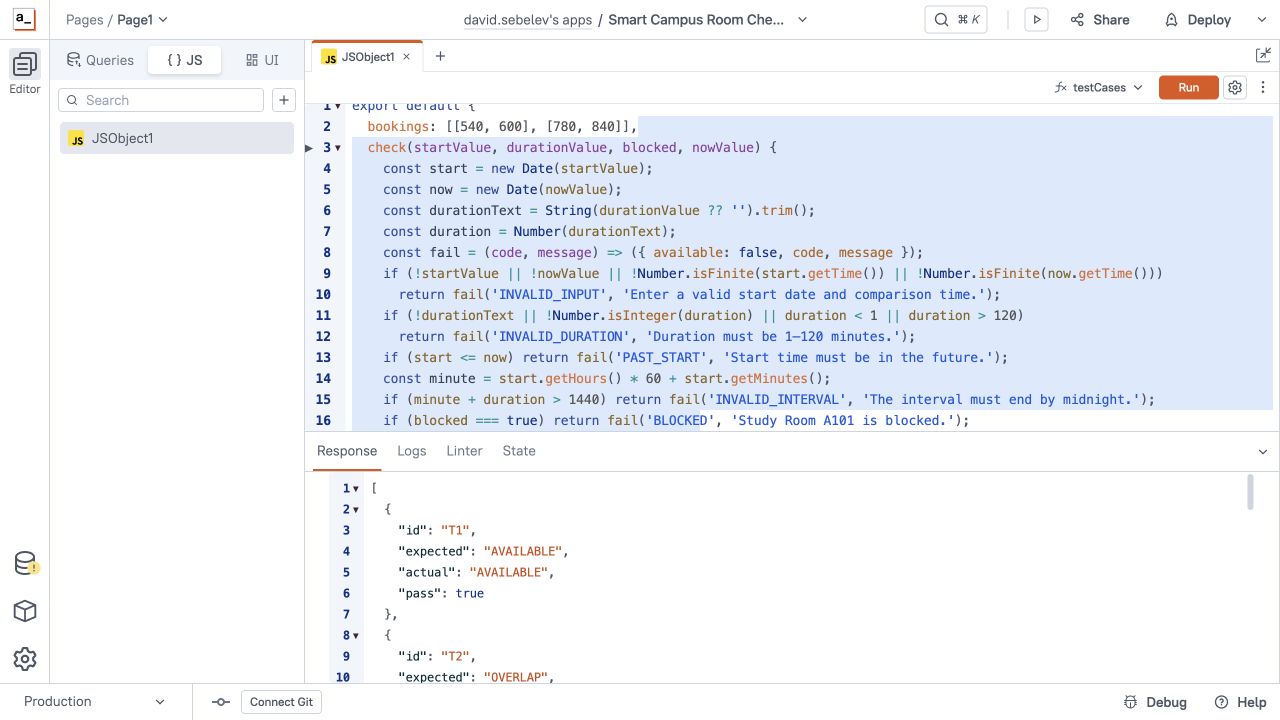 a_
Pages / Page1
david.sebelev's apps / Smart Campus Room Che...
⌘ K
Share
Deploy
Editor
Queries
{ } JS
UI
Search
JSObject1
JS JSObject1
fx testCases
Run
1 export default {
2 bookings: [[540, 600], [780, 840]],
3 check(startValue, durationValue, blocked, nowValue) {
4 const start = new Date(startValue);
5 const now = new Date(nowValue);
6 const durationText = String(durationValue ?? '').trim();
7 const duration = Number(durationText);
8 const fail = (code, message) => ({ available: false, code, message });
9 if (!startValue || !nowValue || !Number.isFinite(start.getTime()) || !Number.isFinite(now.getTime()))
10 return fail('INVALID_INPUT', 'Enter a valid start date and comparison time.');
11 if (!durationText || !Number.isInteger(duration) || duration < 1 || duration > 120)
12 return fail('INVALID_DURATION', 'Duration must be 1–120 minutes.');
13 if (start <= now) return fail('PAST_START', 'Start time must be in the future.');
14 const minute = start.getHours() * 60 + start.getMinutes();
15 if (minute + duration > 1440) return fail('INVALID_INTERVAL', 'The interval must end by midnight.');
16 if (blocked === true) return fail('BLOCKED', 'Study Room A101 is blocked.');
Response
Logs
Linter
State
1 [
2 {
3 "id": "T1",
4 "expected": "AVAILABLE",
5 "actual": "AVAILABLE",
6 "pass": true
7 },
8 {
9 "id": "T2",
10 "expected": "OVERLAP",
Production
Connect Git
Debug
Help